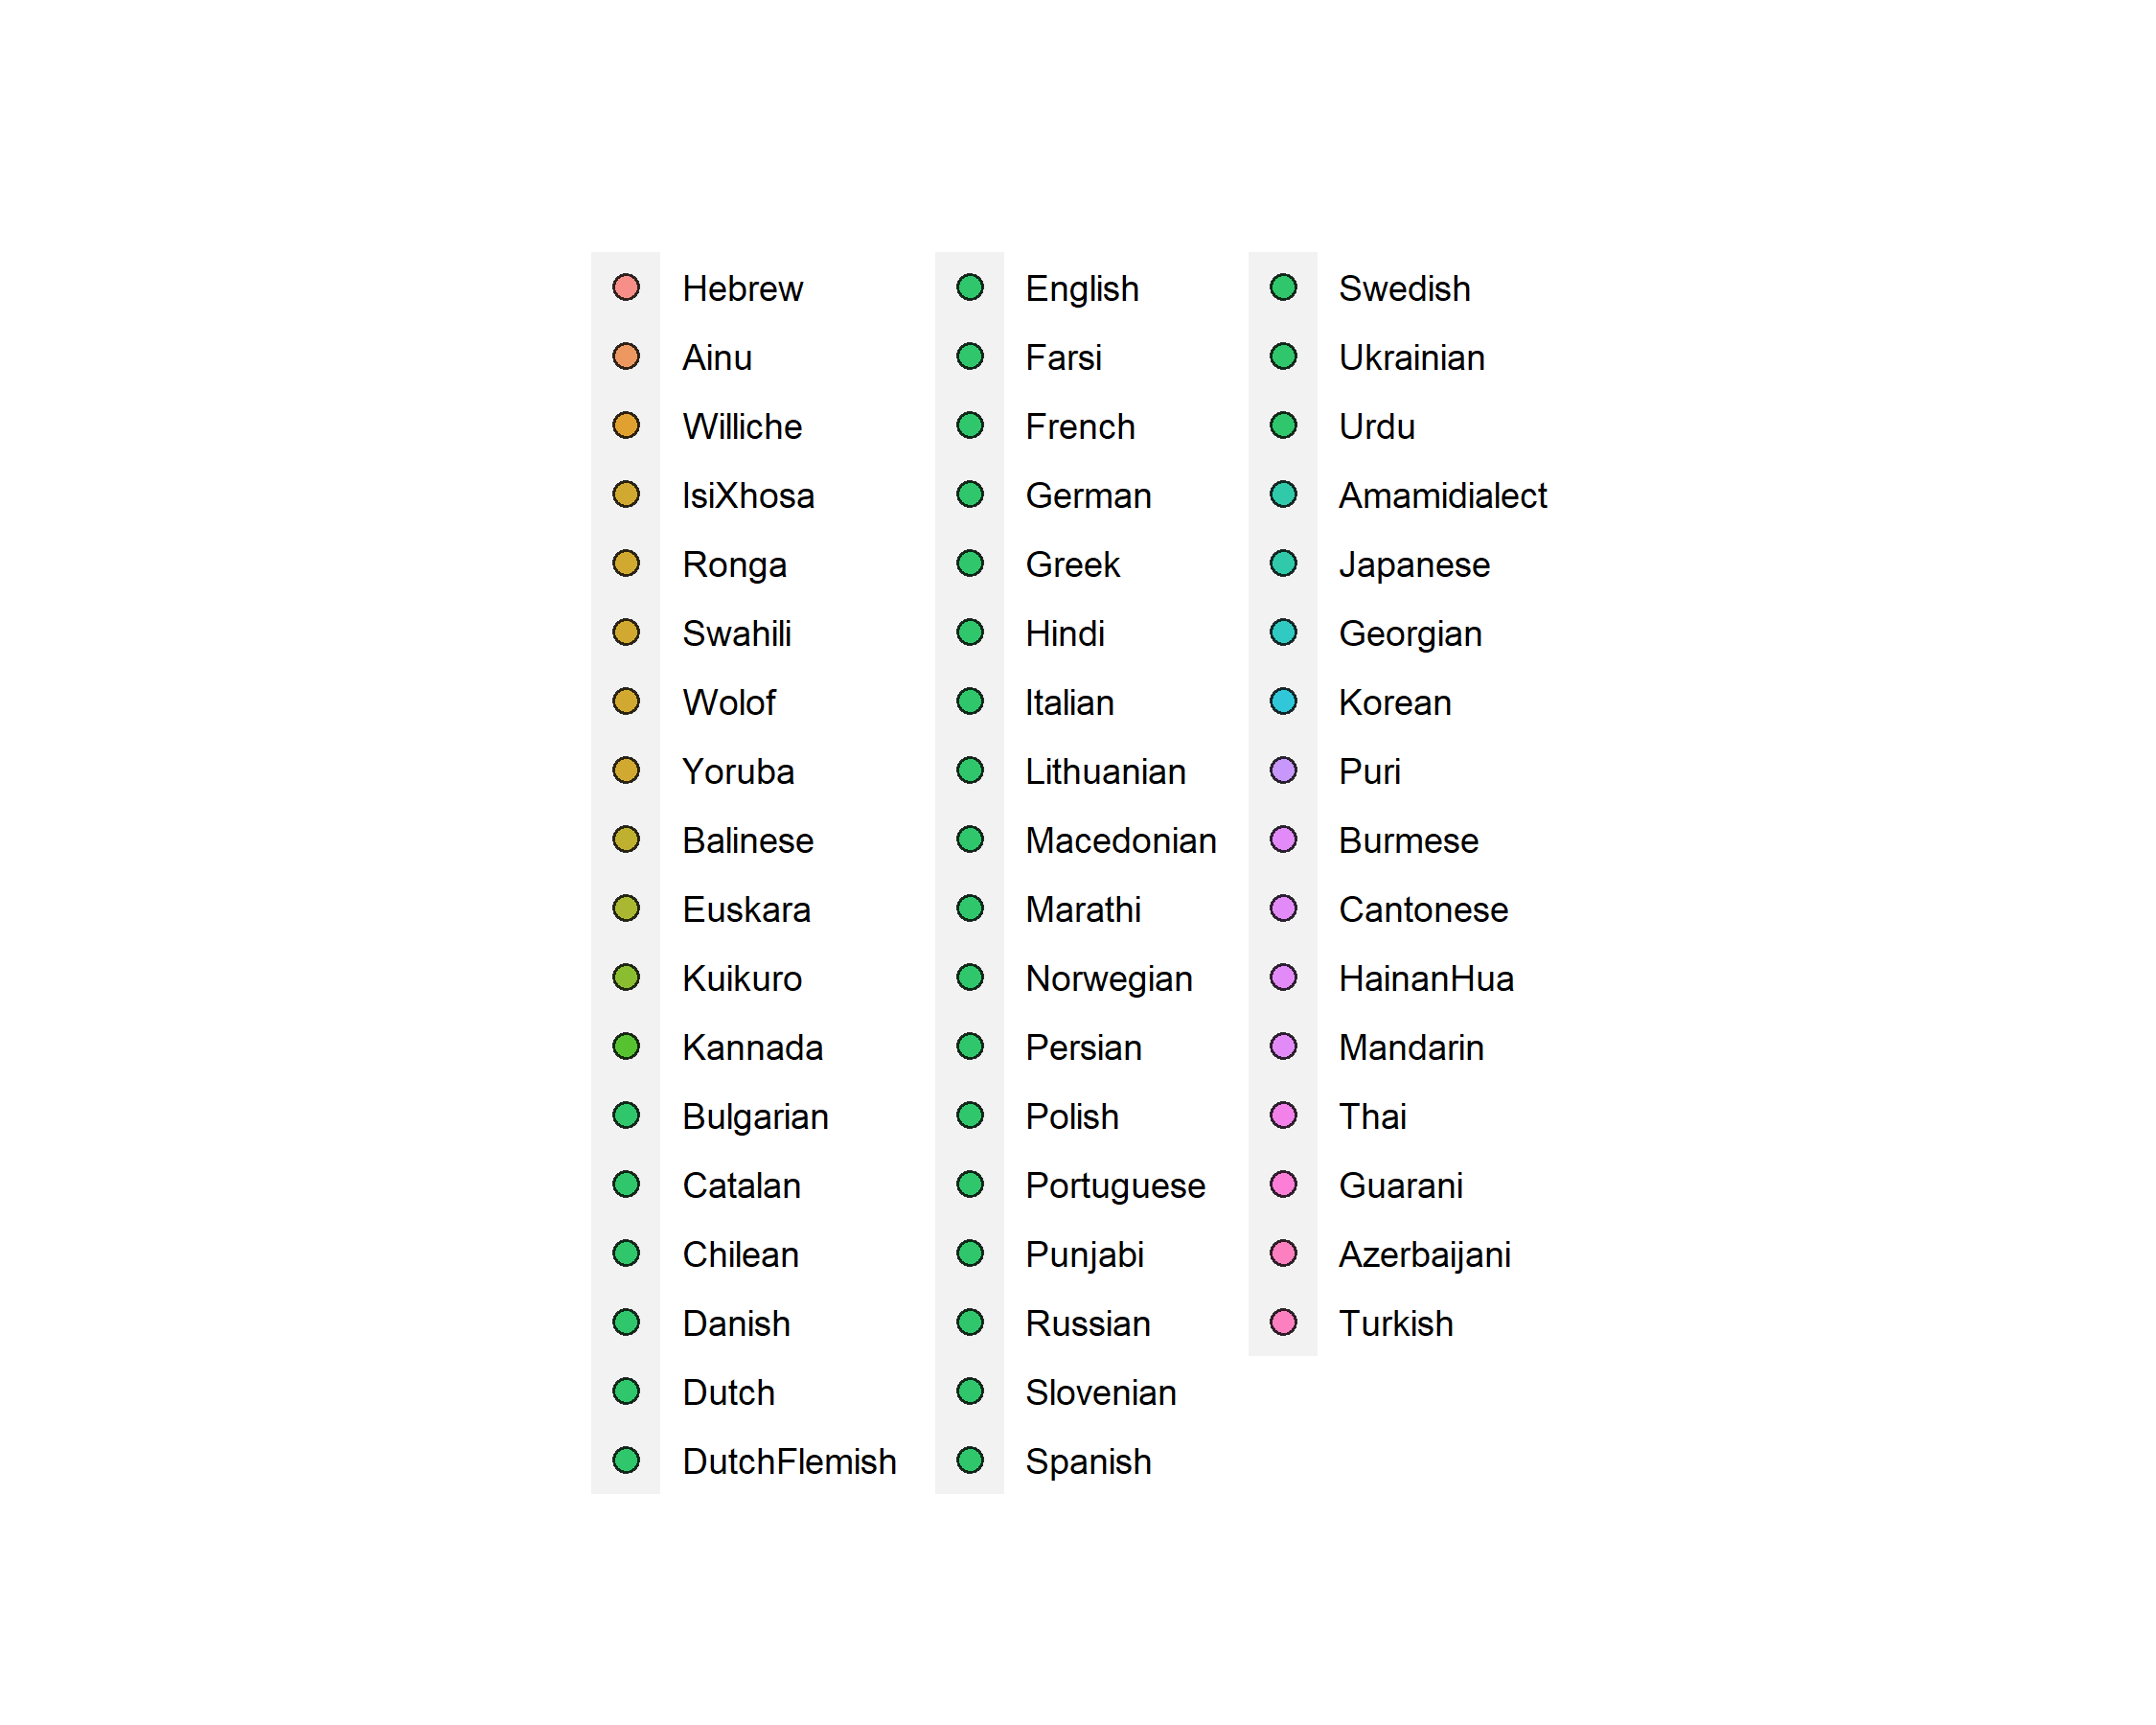 Hebrew
Ainu
Williche
IsiXhosa
Ronga
Swahili
Wolof
Yoruba
Balinese
Euskara
Kuikuro
Kannada
Bulgarian
Catalan
Chilean
Danish
Dutch
DutchFlemish
English
Farsi
French
German
Greek
Hindi
Italian
Lithuanian
Macedonian
Marathi
Norwegian
Persian
Polish
Portuguese
Punjabi
Russian
Slovenian
Spanish
Swedish
Ukrainian
Urdu
Amamidialect
Japanese
Georgian
Korean
Puri
Burmese
Cantonese
HainanHua
Mandarin
Thai
Guarani
Azerbaijani
Turkish